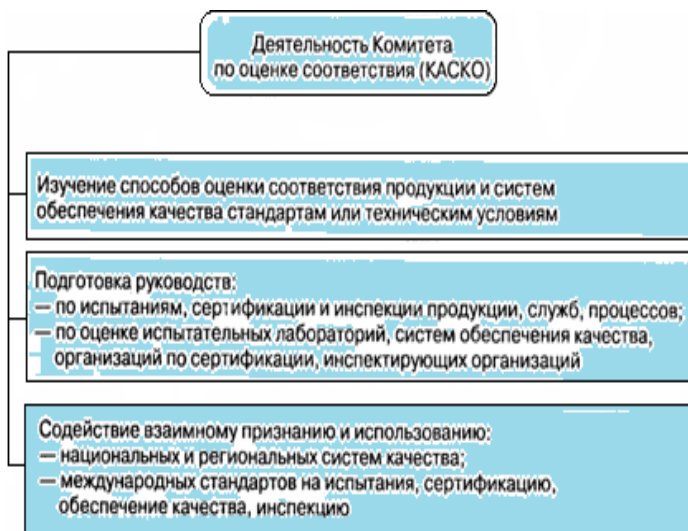 Деятельность Комитета
по оценке соответствия (КАСКО)
Изучение способов оценки соответствия продукции и систем
обеспечения качества стандартам или техническим условиям
Подготовка руководств:
— по испытаниям, сертификации и инспекции продукции, служб, процессов;
— по оценке испытательных лабораторий, систем обеспечения качества,
организаций по сертификации, инспектирующих организаций
Содействие взаимному признанию и использованию:
— национальных и региональных систем качества;
— международных стандартов на испытания, сертификацию,
обеспечение качества, инспекцию